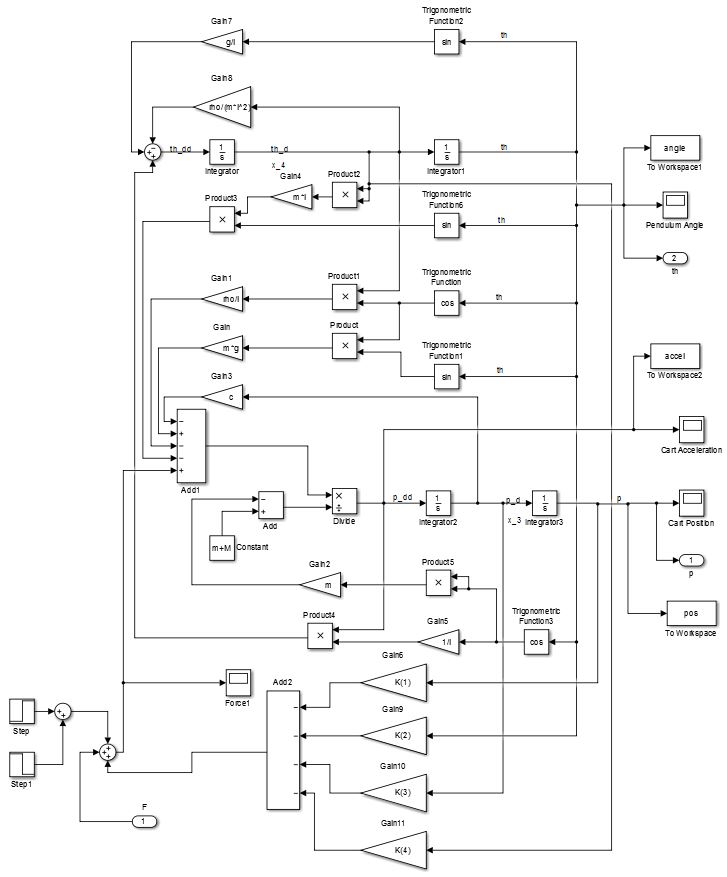 Gain7
g/l
Trigonometric
Function2
sin
th
Gain8
rho/(m*l^2)
th_dd
1
s
Integrator
th_d
x_4
1
s
Integrator1
th
angle
To Workspace1
Gain4
m*l
Product2
×
Product3
×
Trigonometric
Function6
sin
th
Pendulum Angle
2
th
Gain1
rho/l
Product1
×
Trigonometric
Function
cos
th
Gain
m*g
Product
×
Trigonometric
Function1
sin
th
accel
To Workspace2
Gain3
c
Add1
Cart Acceleration
Add
×
÷
Divide
p_dd
1
s
Integrator2
p_d
x_3
1
s
Integrator3
p
Cart Position
m+M
Constant
Gain2
m
Product5
×
1
p
Product4
×
Gain5
1/l
Trigonometric
Function3
cos
pos
To Workspace
Gain6
K(1)
Force1
Add2
Step
Gain9
K(2)
Step1
Gain10
K(3)
F
1
Gain11
K(4)